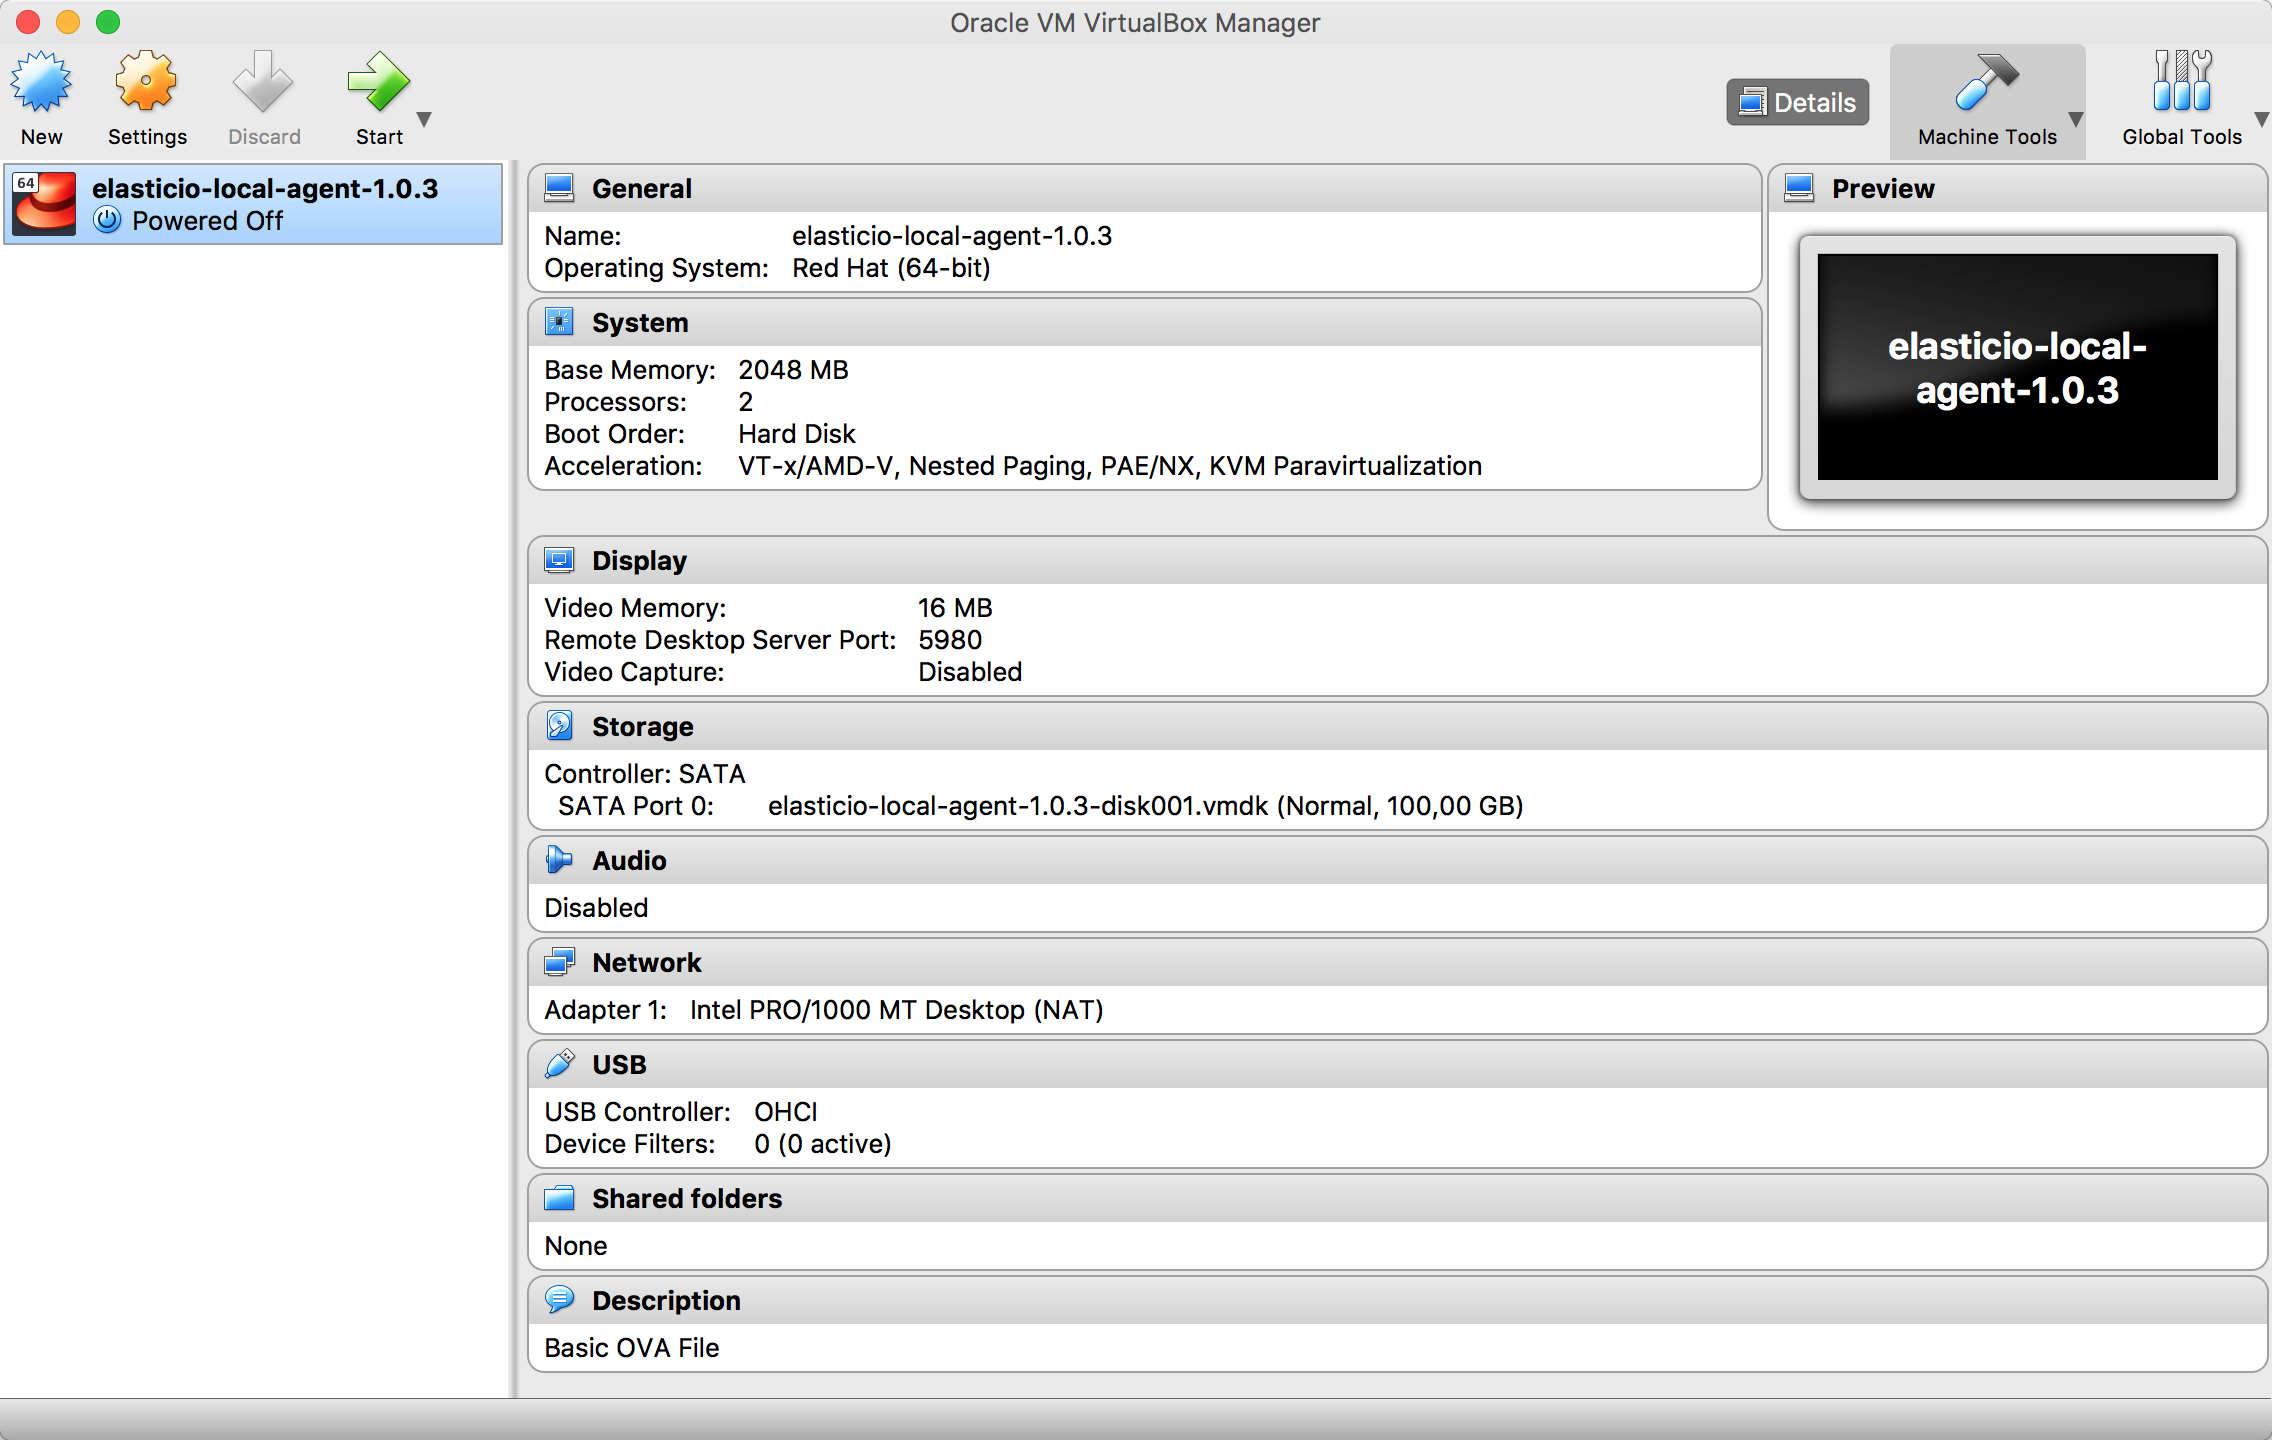 Oracle VM VirtualBox Manager
New
Settings
Discard
Start
Details
Machine Tools
Global Tools
64
elasticio-local-agent-1.0.3
Powered Off
General
Name: elasticio-local-agent-1.0.3
Operating System: Red Hat (64-bit)
System
Base Memory: 2048 MB
Processors: 2
Boot Order: Hard Disk
Acceleration: VT-x/AMD-V, Nested Paging, PAE/NX, KVM Paravirtualization
Preview
elasticio-local-
agent-1.0.3
Display
Video Memory: 16 MB
Remote Desktop Server Port: 5980
Video Capture: Disabled
Storage
Controller: SATA
SATA Port 0: elasticio-local-agent-1.0.3-disk001.vmdk (Normal, 100,00 GB)
Audio
Disabled
Network
Adapter 1: Intel PRO/1000 MT Desktop (NAT)
USB
USB Controller: OHCI
Device Filters: 0 (0 active)
Shared folders
None
Description
Basic OVA File